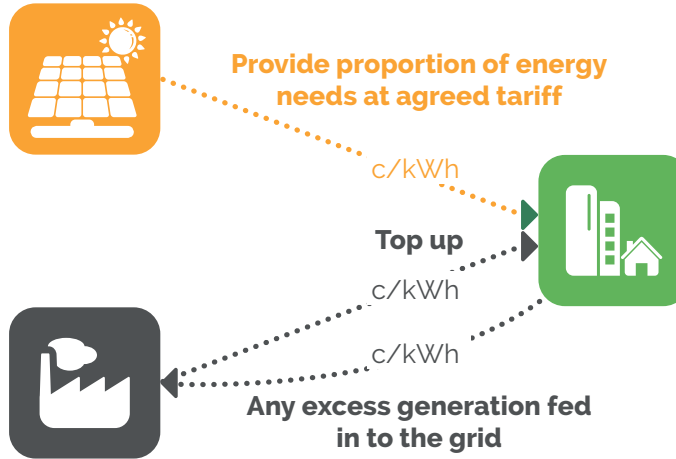 Provide proportion of energy
needs at agreed tariff
c/kWh
Top up
c/kWh
c/kWh
Any excess generation fed
in to the grid